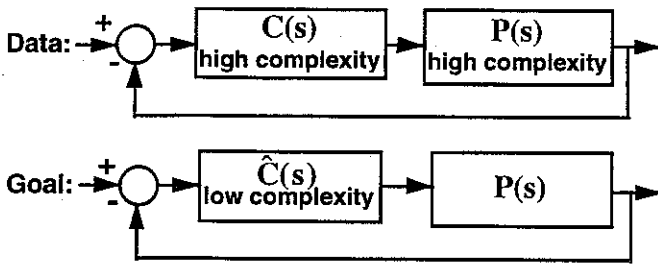 Data: + - C(s) P(s)
high complexity high complexity
Goal: + - Ĉ(s) P(s)
low complexity